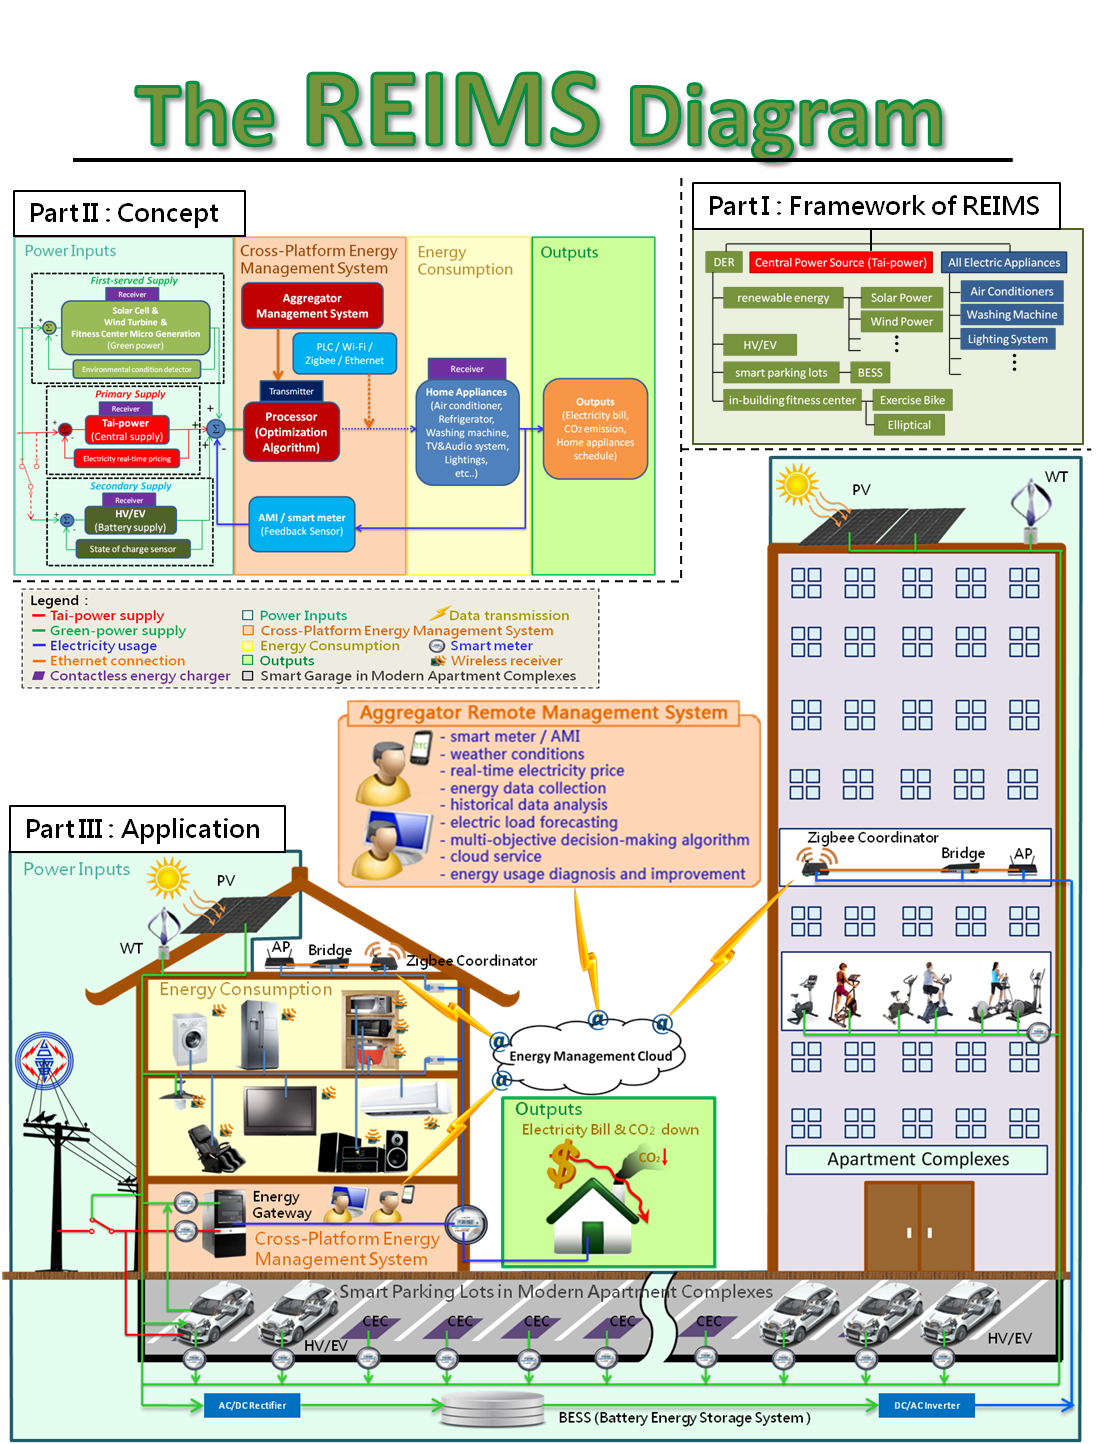 The REIMS Diagram
Part II : Concept
Power Inputs
First-served Supply
Receiver
Solar Cell &
Wind Turbine &
Fitness Center Micro Generation
(Green power)
Environmental condition detector
Primary Supply
Receiver
Tai-power
(Central supply)
Electricity real-time pricing
Secondary Supply
Receiver
HV/EV
(Battery supply)
State of charge sensor
Cross-Platform Energy
Management System
Aggregator
Management System
PLC / Wi-Fi /
Zigbee / Ethernet
Transmitter
Processor
(Optimization
Algorithm)
AMI / smart meter
(Feedback Sensor)
Energy
Consumption
Receiver
Home Appliances
(Air conditioner,
Refrigerator,
Washing machine,
TV&Audio system,
Lightings,
etc..)
Outputs
Outputs
(Electricity bill,
CO2 emission,
Home appliances
schedule)
Part I : Framework of REIMS
DER
Central Power Source (Tai-power)
All Electric Appliances
renewable energy
Solar Power
Wind Power
HV/EV
smart parking lots
BESS
in-building fitness center
Exercise Bike
Elliptical
Air Conditioners
Washing Machine
Lighting System
Legend :
Tai-power supply
Green-power supply
Electricity usage
Ethernet connection
Contactless energy charger
Power Inputs
Cross-Platform Energy Management System
Energy Consumption
Outputs
Smart Garage in Modern Apartment Complexes
Data transmission
Smart meter
Wireless receiver
Aggregator Remote Management System
- smart meter / AMI
- weather conditions
- real-time electricity price
- energy data collection
- historical data analysis
- electric load forecasting
- multi-objective decision-making algorithm
- cloud service
- energy usage diagnosis and improvement
Part III : Application
Power Inputs
PV
WT
AP
Bridge
Zigbee Coordinator
Energy Consumption
Energy
Gateway
Cross-Platform Energy
Management System
@
@
@
@
Energy Management Cloud
Outputs
Electricity Bill & CO2 down
$
CO2
PV
WT
Zigbee Coordinator
Bridge
AP
Apartment Complexes
Smart Parking Lots in Modern Apartment Complexes
CEC
CEC
CEC
CEC
CEC
HV/EV
HV/EV
AC/DC Rectifier
BESS (Battery Energy Storage System )
DC/AC Inverter